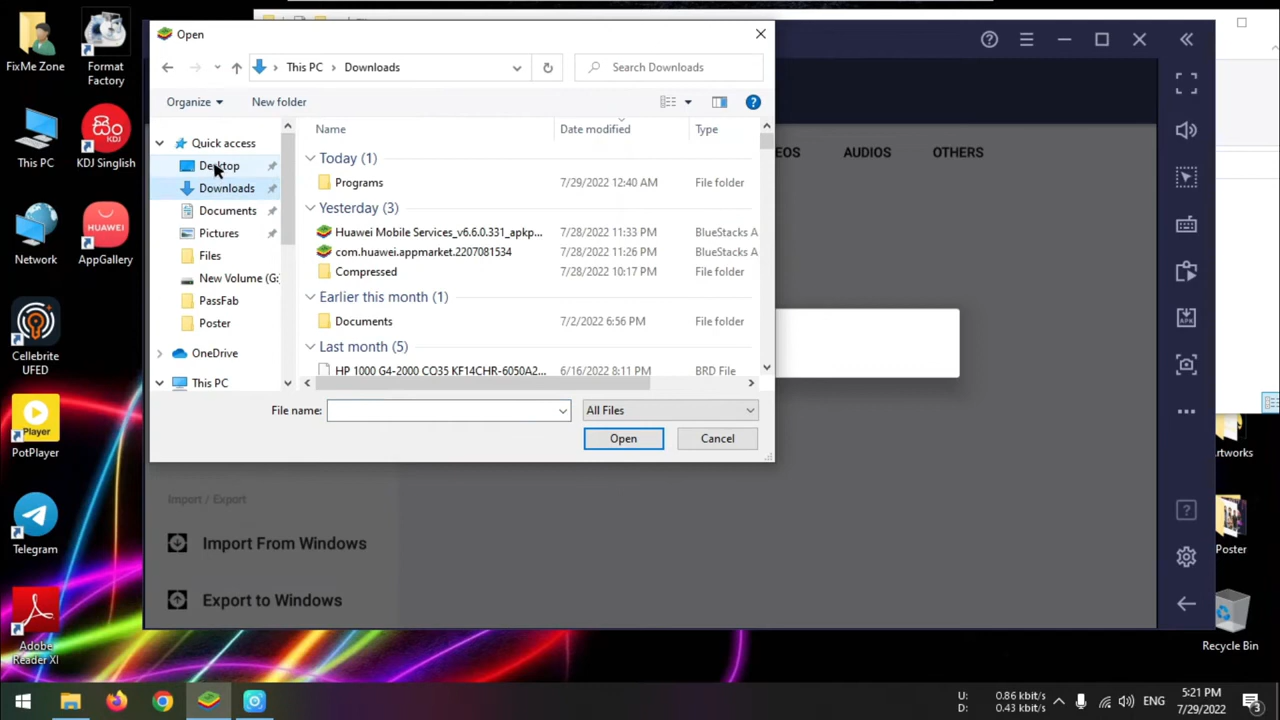 FixMe Zone
Format
Factory
This PC
KDJ
KDJ Singlish
Network
HUAWEI
AppGallery
Cellebrite
UFED
Player
PotPlayer
Telegram
Adobe
Reader XI
Open
This PC > Downloads
Search Downloads
Organize
New folder
Quick access
Desktop
Downloads
Documents
Pictures
Files
New Volume (G:
PassFab
Poster
OneDrive
This PC
Name Date modified Type
Today (1)
Programs 7/29/2022 12:40 AM File folder
Yesterday (3)
Huawei Mobile Services_v6.6.0.331_apkp... 7/28/2022 11:33 PM BlueStacks A
com.huawei.appmarket.2207081534 7/28/2022 11:26 PM BlueStacks A
Compressed 7/28/2022 10:17 PM File folder
Earlier this month (1)
Documents 7/2/2022 6:56 PM File folder
Last month (5)
HP 1000 G4-2000 CO35 KF14CHR-6050A2... 6/16/2022 8:11 PM BRD File
File name:
All Files
Open
Cancel
EOS AUDIOS OTHERS
APK
Import / Export
Import From Windows
Export to Windows
Artworks
Poster
Recycle Bin
U: 0.86 kbit/s
D: 0.43 kbit/s
ENG
5:21 PM
7/29/2022
3